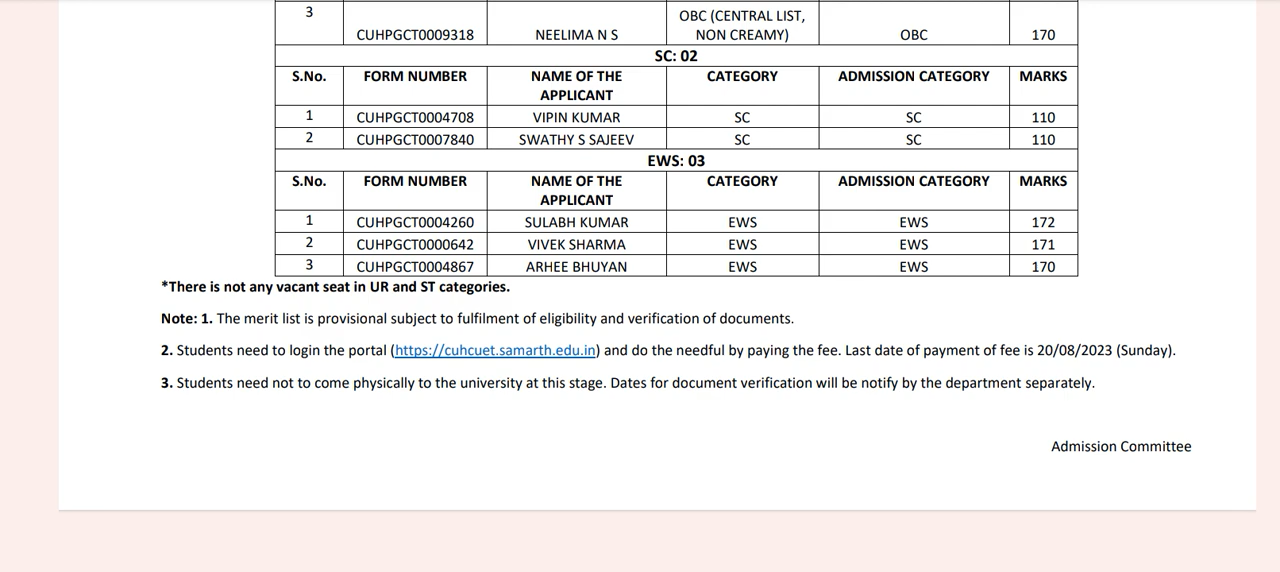 3 CUHPGCT0009318 NEELIMA N S OBC (CENTRAL LIST, NON CREAMY) OBC 170
SC: 02
S.No. FORM NUMBER NAME OF THE APPLICANT CATEGORY ADMISSION CATEGORY MARKS
1 CUHPGCT0004708 VIPIN KUMAR SC SC 110
2 CUHPGCT0007840 SWATHY S SAJEEV SC SC 110
EWS: 03
S.No. FORM NUMBER NAME OF THE APPLICANT CATEGORY ADMISSION CATEGORY MARKS
1 CUHPGCT0004260 SULABH KUMAR EWS EWS 172
2 CUHPGCT0000642 VIVEK SHARMA EWS EWS 171
3 CUHPGCT0004867 ARHEE BHUYAN EWS EWS 170
*There is not any vacant seat in UR and ST categories.
Note: 1. The merit list is provisional subject to fulfilment of eligibility and verification of documents.
2. Students need to login the portal (https://cuhcuet.samarth.edu.in) and do the needful by paying the fee. Last date of payment of fee is 20/08/2023 (Sunday).
3. Students need not to come physically to the university at this stage. Dates for document verification will be notify by the department separately.
Admission Committee